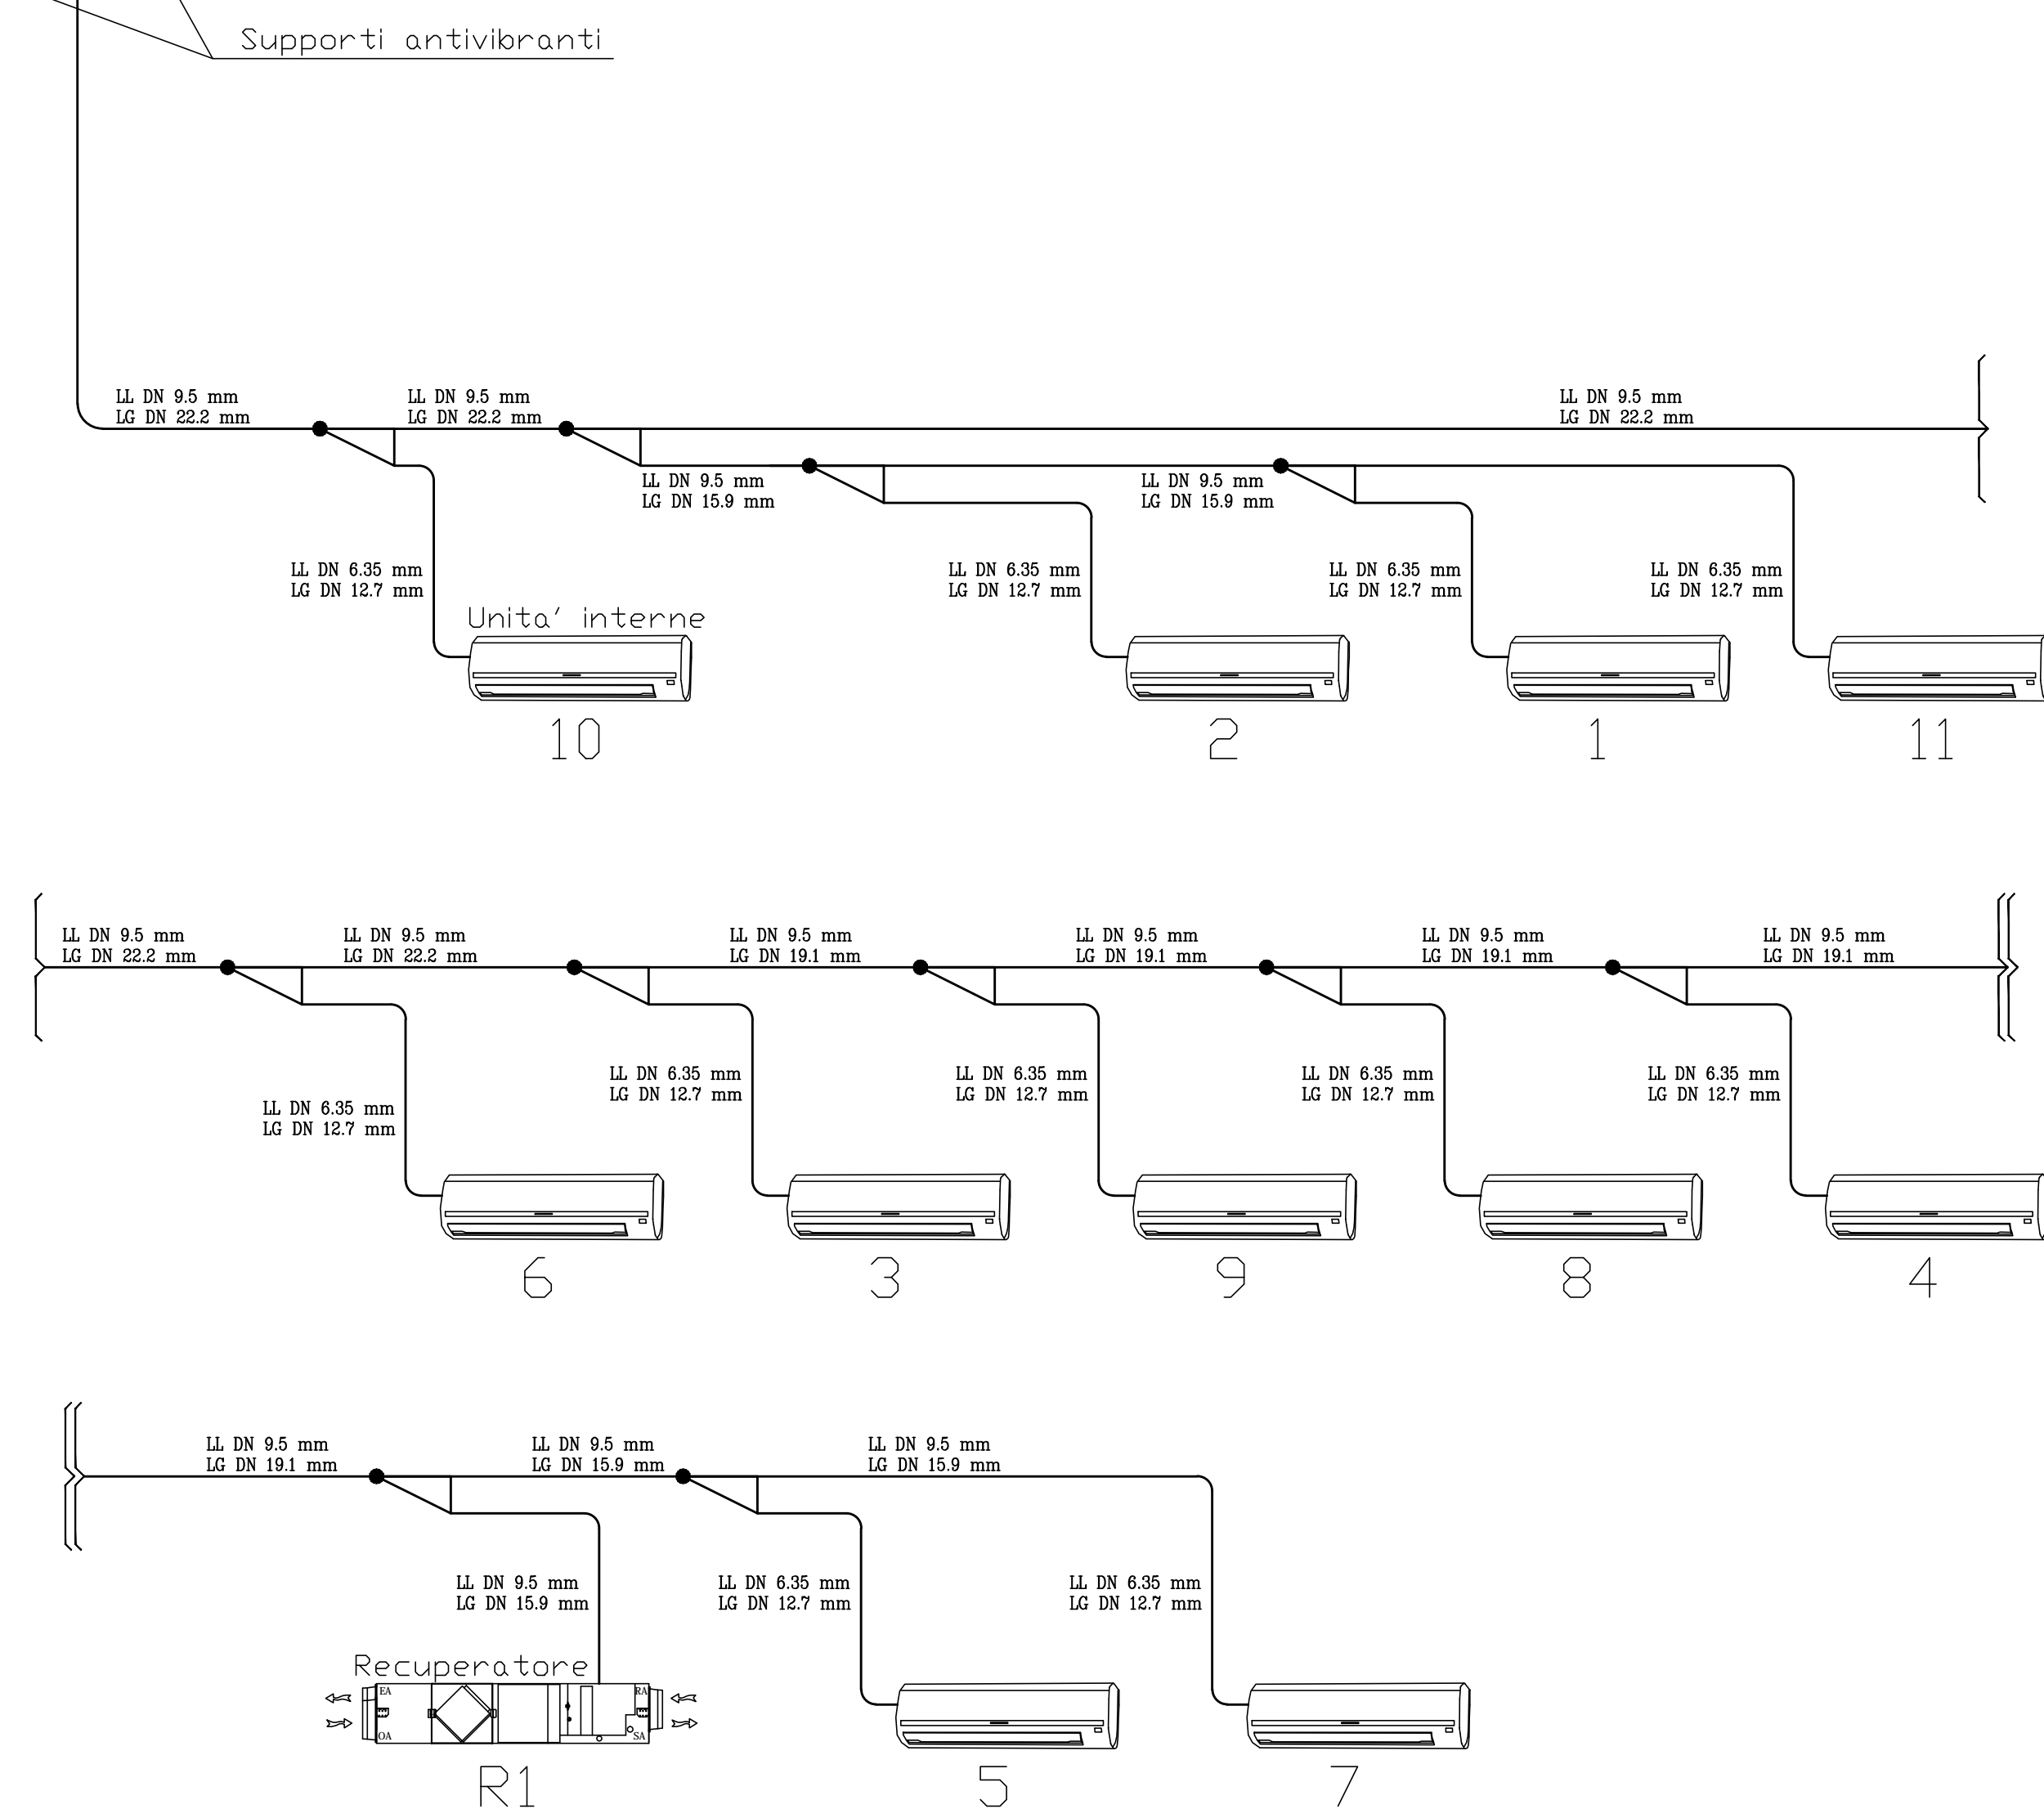 Supporti antivibranti
LL DN 9.5 mm
LG DN 22.2 mm
LL DN 9.5 mm
LG DN 22.2 mm
LL DN 9.5 mm
LG DN 22.2 mm
LL DN 9.5 mm
LG DN 15.9 mm
LL DN 9.5 mm
LG DN 15.9 mm
LL DN 6.35 mm
LG DN 12.7 mm
LL DN 6.35 mm
LG DN 12.7 mm
LL DN 6.35 mm
LG DN 12.7 mm
LL DN 6.35 mm
LG DN 12.7 mm
Unita' interne
10
2
1
11
LL DN 9.5 mm
LG DN 22.2 mm
LL DN 9.5 mm
LG DN 22.2 mm
LL DN 9.5 mm
LG DN 19.1 mm
LL DN 9.5 mm
LG DN 19.1 mm
LL DN 9.5 mm
LG DN 19.1 mm
LL DN 9.5 mm
LG DN 19.1 mm
LL DN 6.35 mm
LG DN 12.7 mm
LL DN 6.35 mm
LG DN 12.7 mm
LL DN 6.35 mm
LG DN 12.7 mm
LL DN 6.35 mm
LG DN 12.7 mm
LL DN 6.35 mm
LG DN 12.7 mm
6
3
9
8
4
LL DN 9.5 mm
LG DN 19.1 mm
LL DN 9.5 mm
LG DN 15.9 mm
LL DN 9.5 mm
LG DN 15.9 mm
LL DN 9.5 mm
LG DN 15.9 mm
LL DN 6.35 mm
LG DN 12.7 mm
LL DN 6.35 mm
LG DN 12.7 mm
Recuperatore
EA
RA
OA
SA
R1
5
7